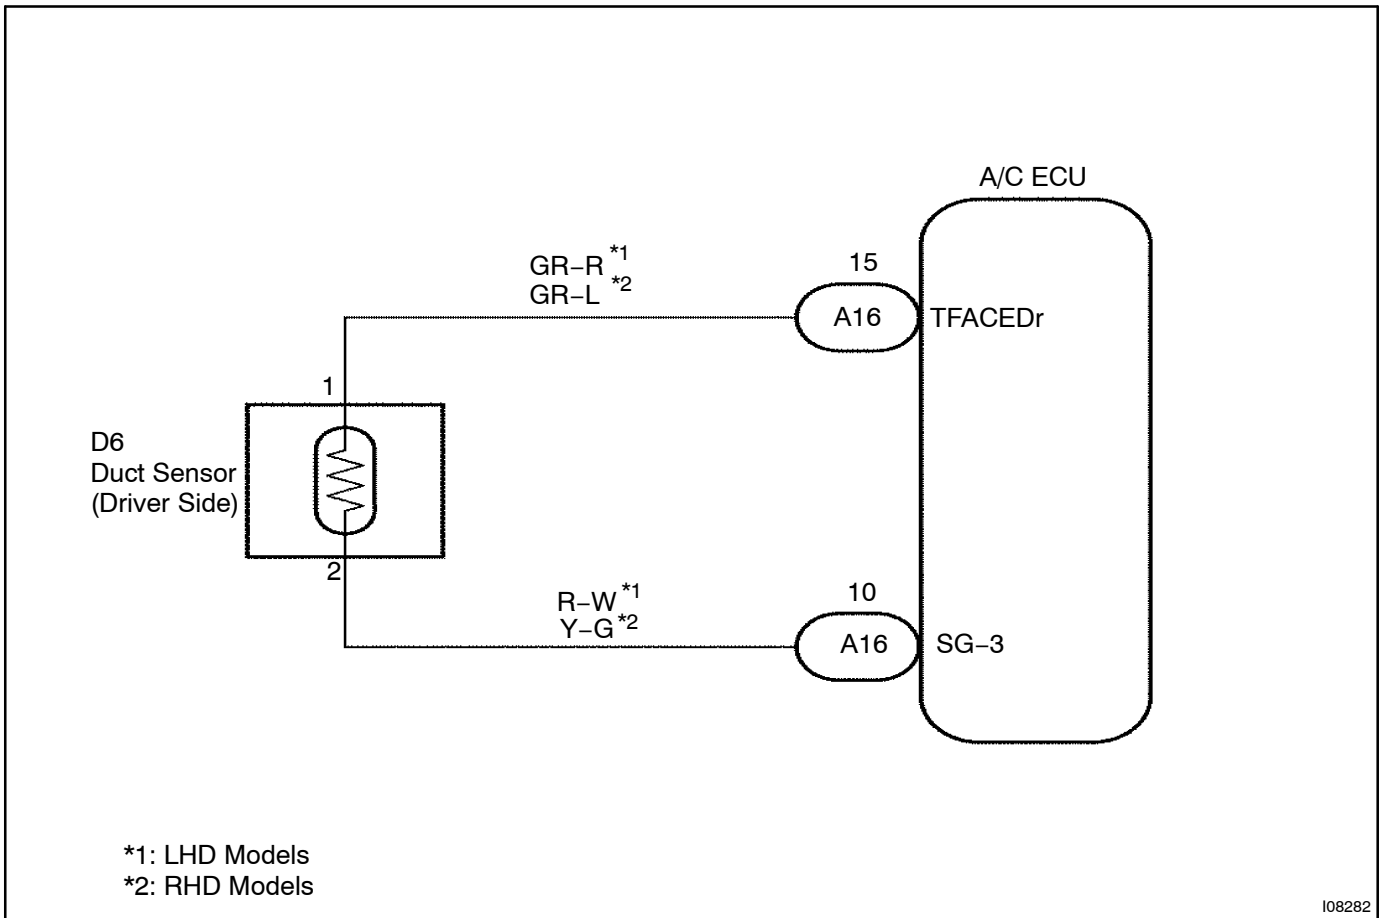 A/C ECU
GR−R *1
GR−L *2
15
A16
TFACEDr
1
D6
Duct Sensor
(Driver Side)
2
R−W *1
Y−G *2
10
A16
SG−3
*1: LHD Models
*2: RHD Models
I08282